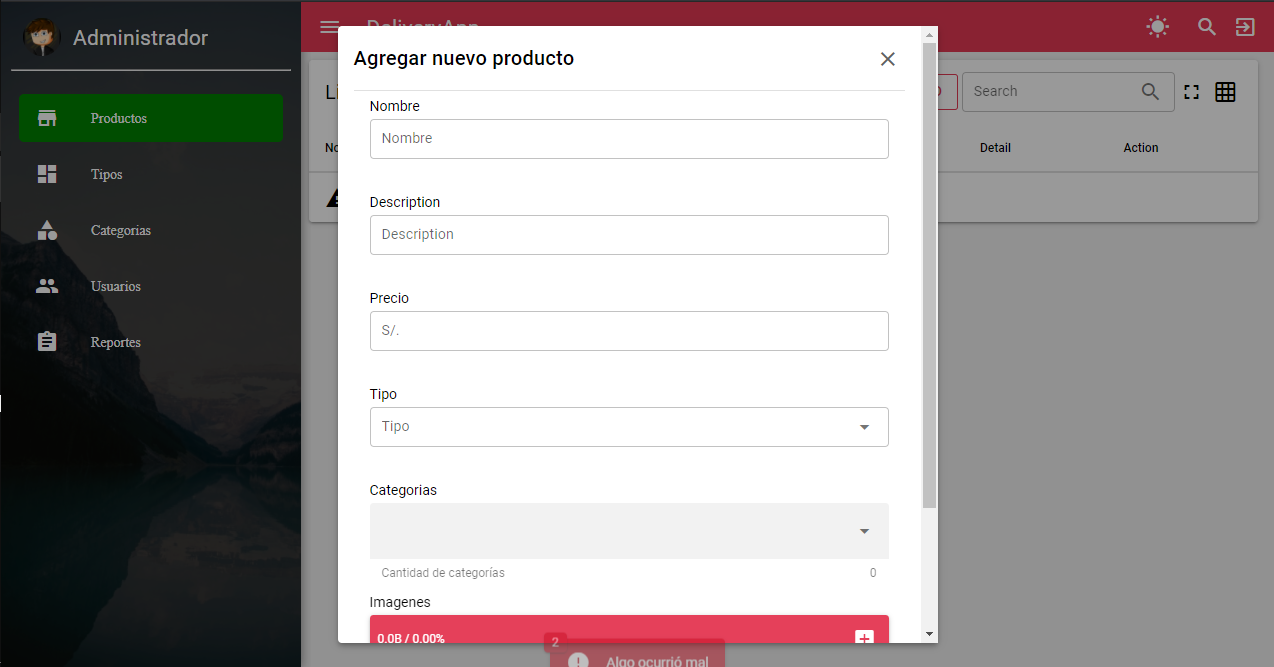 Administrador
Productos
Tipos
Categorias
Usuarios
Reportes
DeliveryApp
Search
Detail
Action
Agregar nuevo producto
Nombre
Nombre
Description
Description
Precio
S/.
Tipo
Tipo
Categorias
Cantidad de categorías 0
Imagenes
0.0B / 0.00%
2
Algo ocurrió mal